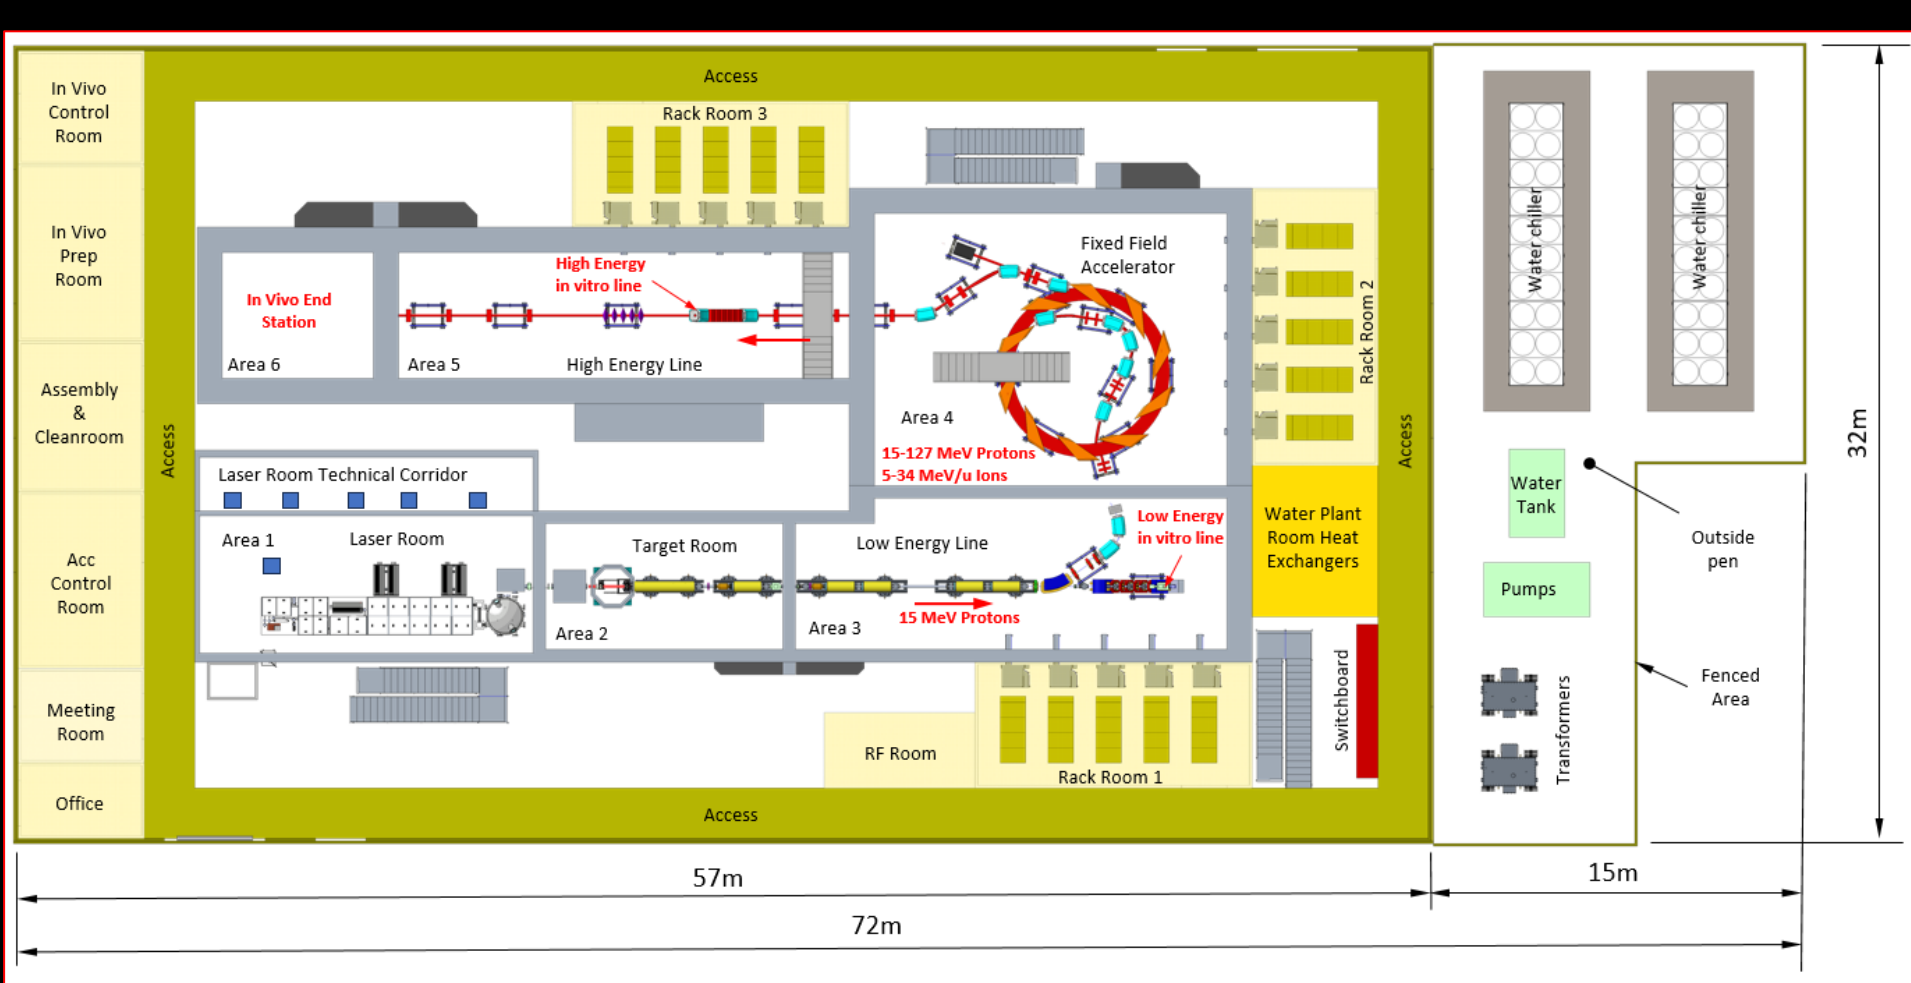 In Vivo
Control
Room
In Vivo
Prep
Room
Assembly
&
Cleanroom
Acc
Control
Room
Meeting
Room
Office
Access
Access
Access
Access
Rack Room 3
High Energy
in vitro line
In Vivo End
Station
Area 6
Area 5
High Energy Line
Fixed Field
Accelerator
Area 4
15-127 MeV Protons
5-34 MeV/u Ions
Rack Room 2
Laser Room Technical Corridor
Area 1
Laser Room
Target Room
Area 2
Low Energy Line
Low Energy
in vitro line
15 MeV Protons
Area 3
Water Plant
Room Heat
Exchangers
Switchboard
RF Room
Rack Room 1
Water chiller
Water chiller
Water
Tank
Pumps
Transformers
Outside
pen
Fenced
Area
32m
57m
15m
72m